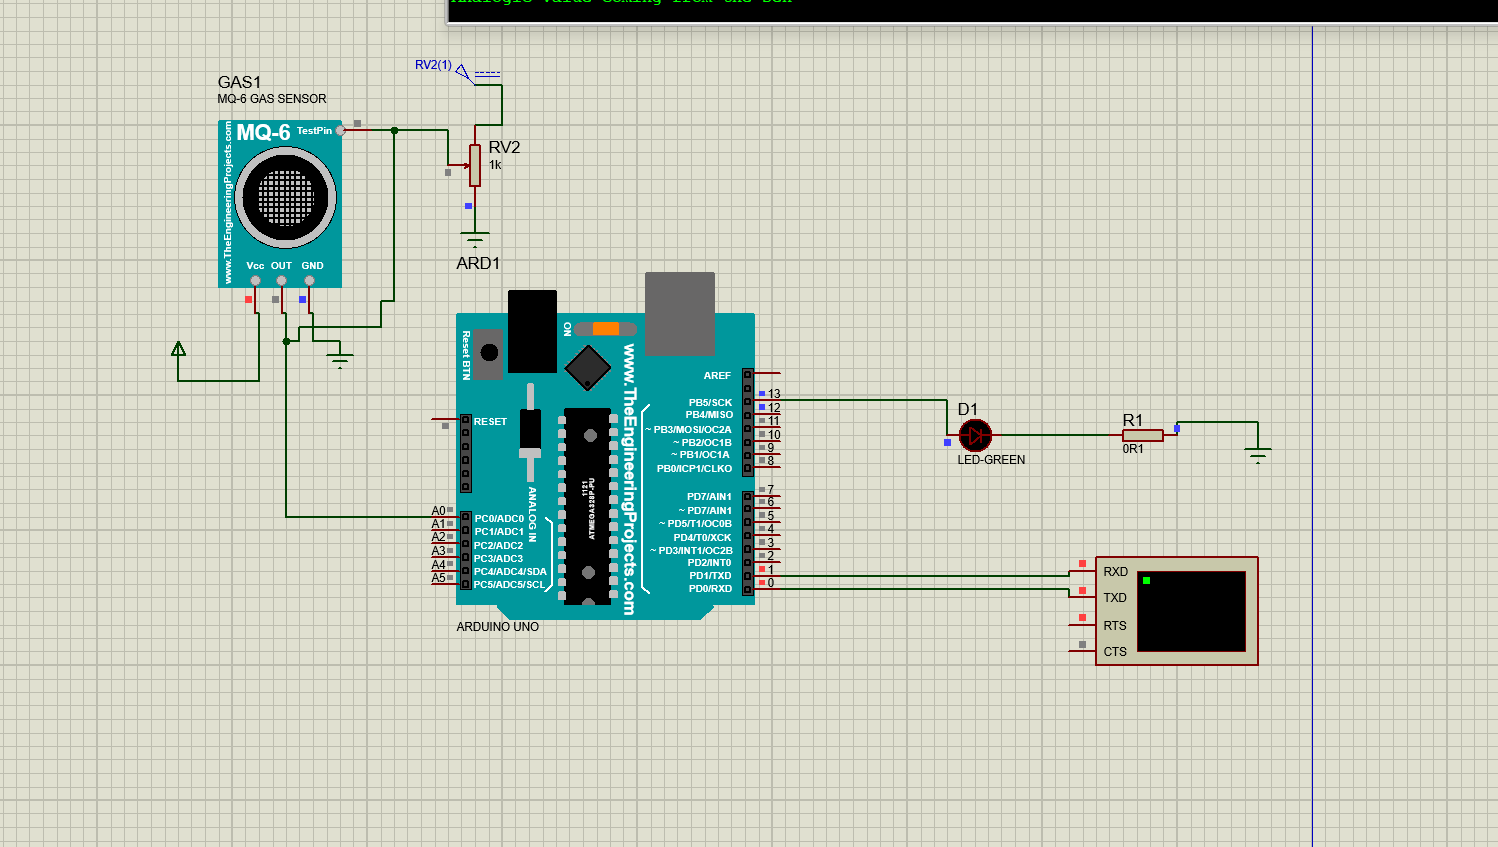 RV2(1)
GAS1
MQ-6 GAS SENSOR
MQ-6
TestPin
www.TheEngineeringProjects.com
Vcc OUT GND
RV2
1k
ARD1
ON
Reset BTN
www.TheEngineeringProjects.com
RESET
ANALOG IN
1121
ATMEGA328P-PU
AREF
PB5/SCK 13
PB4/MISO 12
~ PB3/MOSI/OC2A 11
~ PB2/OC1B 10
~ PB1/OC1A 9
PB0/ICP1/CLKO 8
PD7/AIN1 7
~ PD7/AIN1 6
~ PD5/T1/OC0B 5
PD4/T0/XCK 4
~ PD3/INT1/OC2B 3
PD2/INT0 2
PD1/TXD 1
PD0/RXD 0
A0 PC0/ADC0
A1 PC1/ADC1
A2 PC2/ADC2
A3 PC3/ADC3
A4 PC4/ADC4/SDA
A5 PC5/ADC5/SCL
ARDUINO UNO
D1
LED-GREEN
R1
0R1
RXD
TXD
RTS
CTS